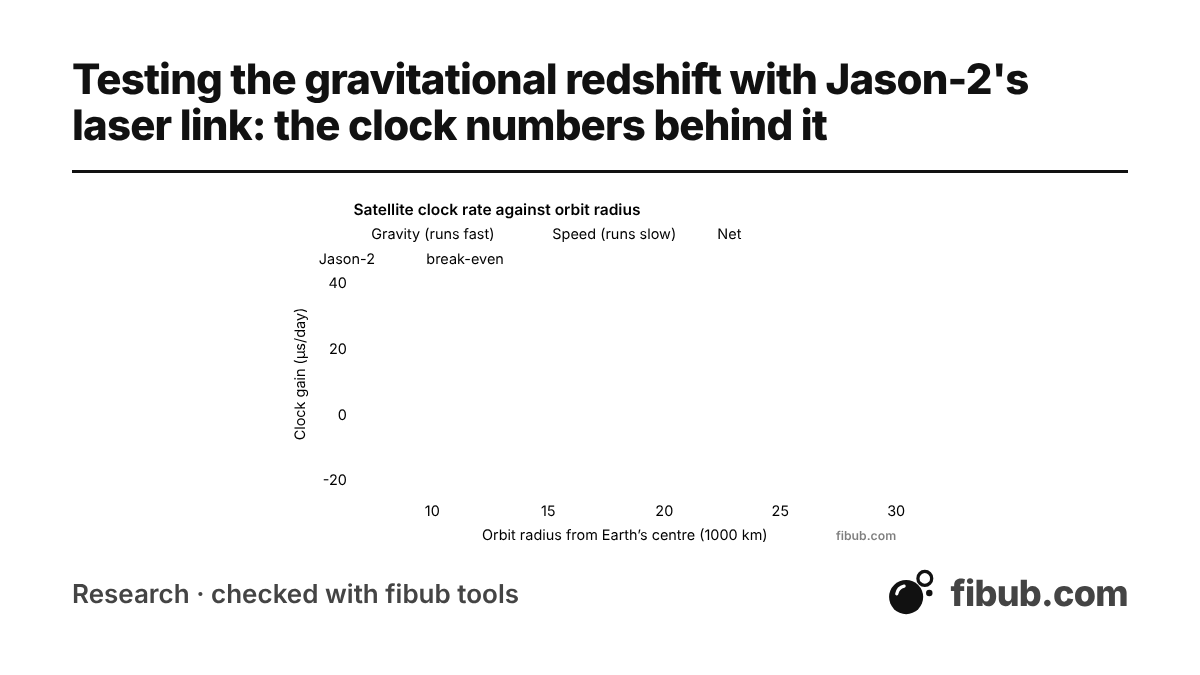 Testing the gravitational redshift with Jason-2's
laser link: the clock numbers behind it
Satellite clock rate against orbit radius
Gravity (runs fast) Speed (runs slow) Net
Jason-2 break-even
40
20
0
-20
Clock gain (µs/day)
10 15 20 25 30
Orbit radius from Earth’s centre (1000 km)
fibub.com
Research · checked with fibub tools
fibub.com